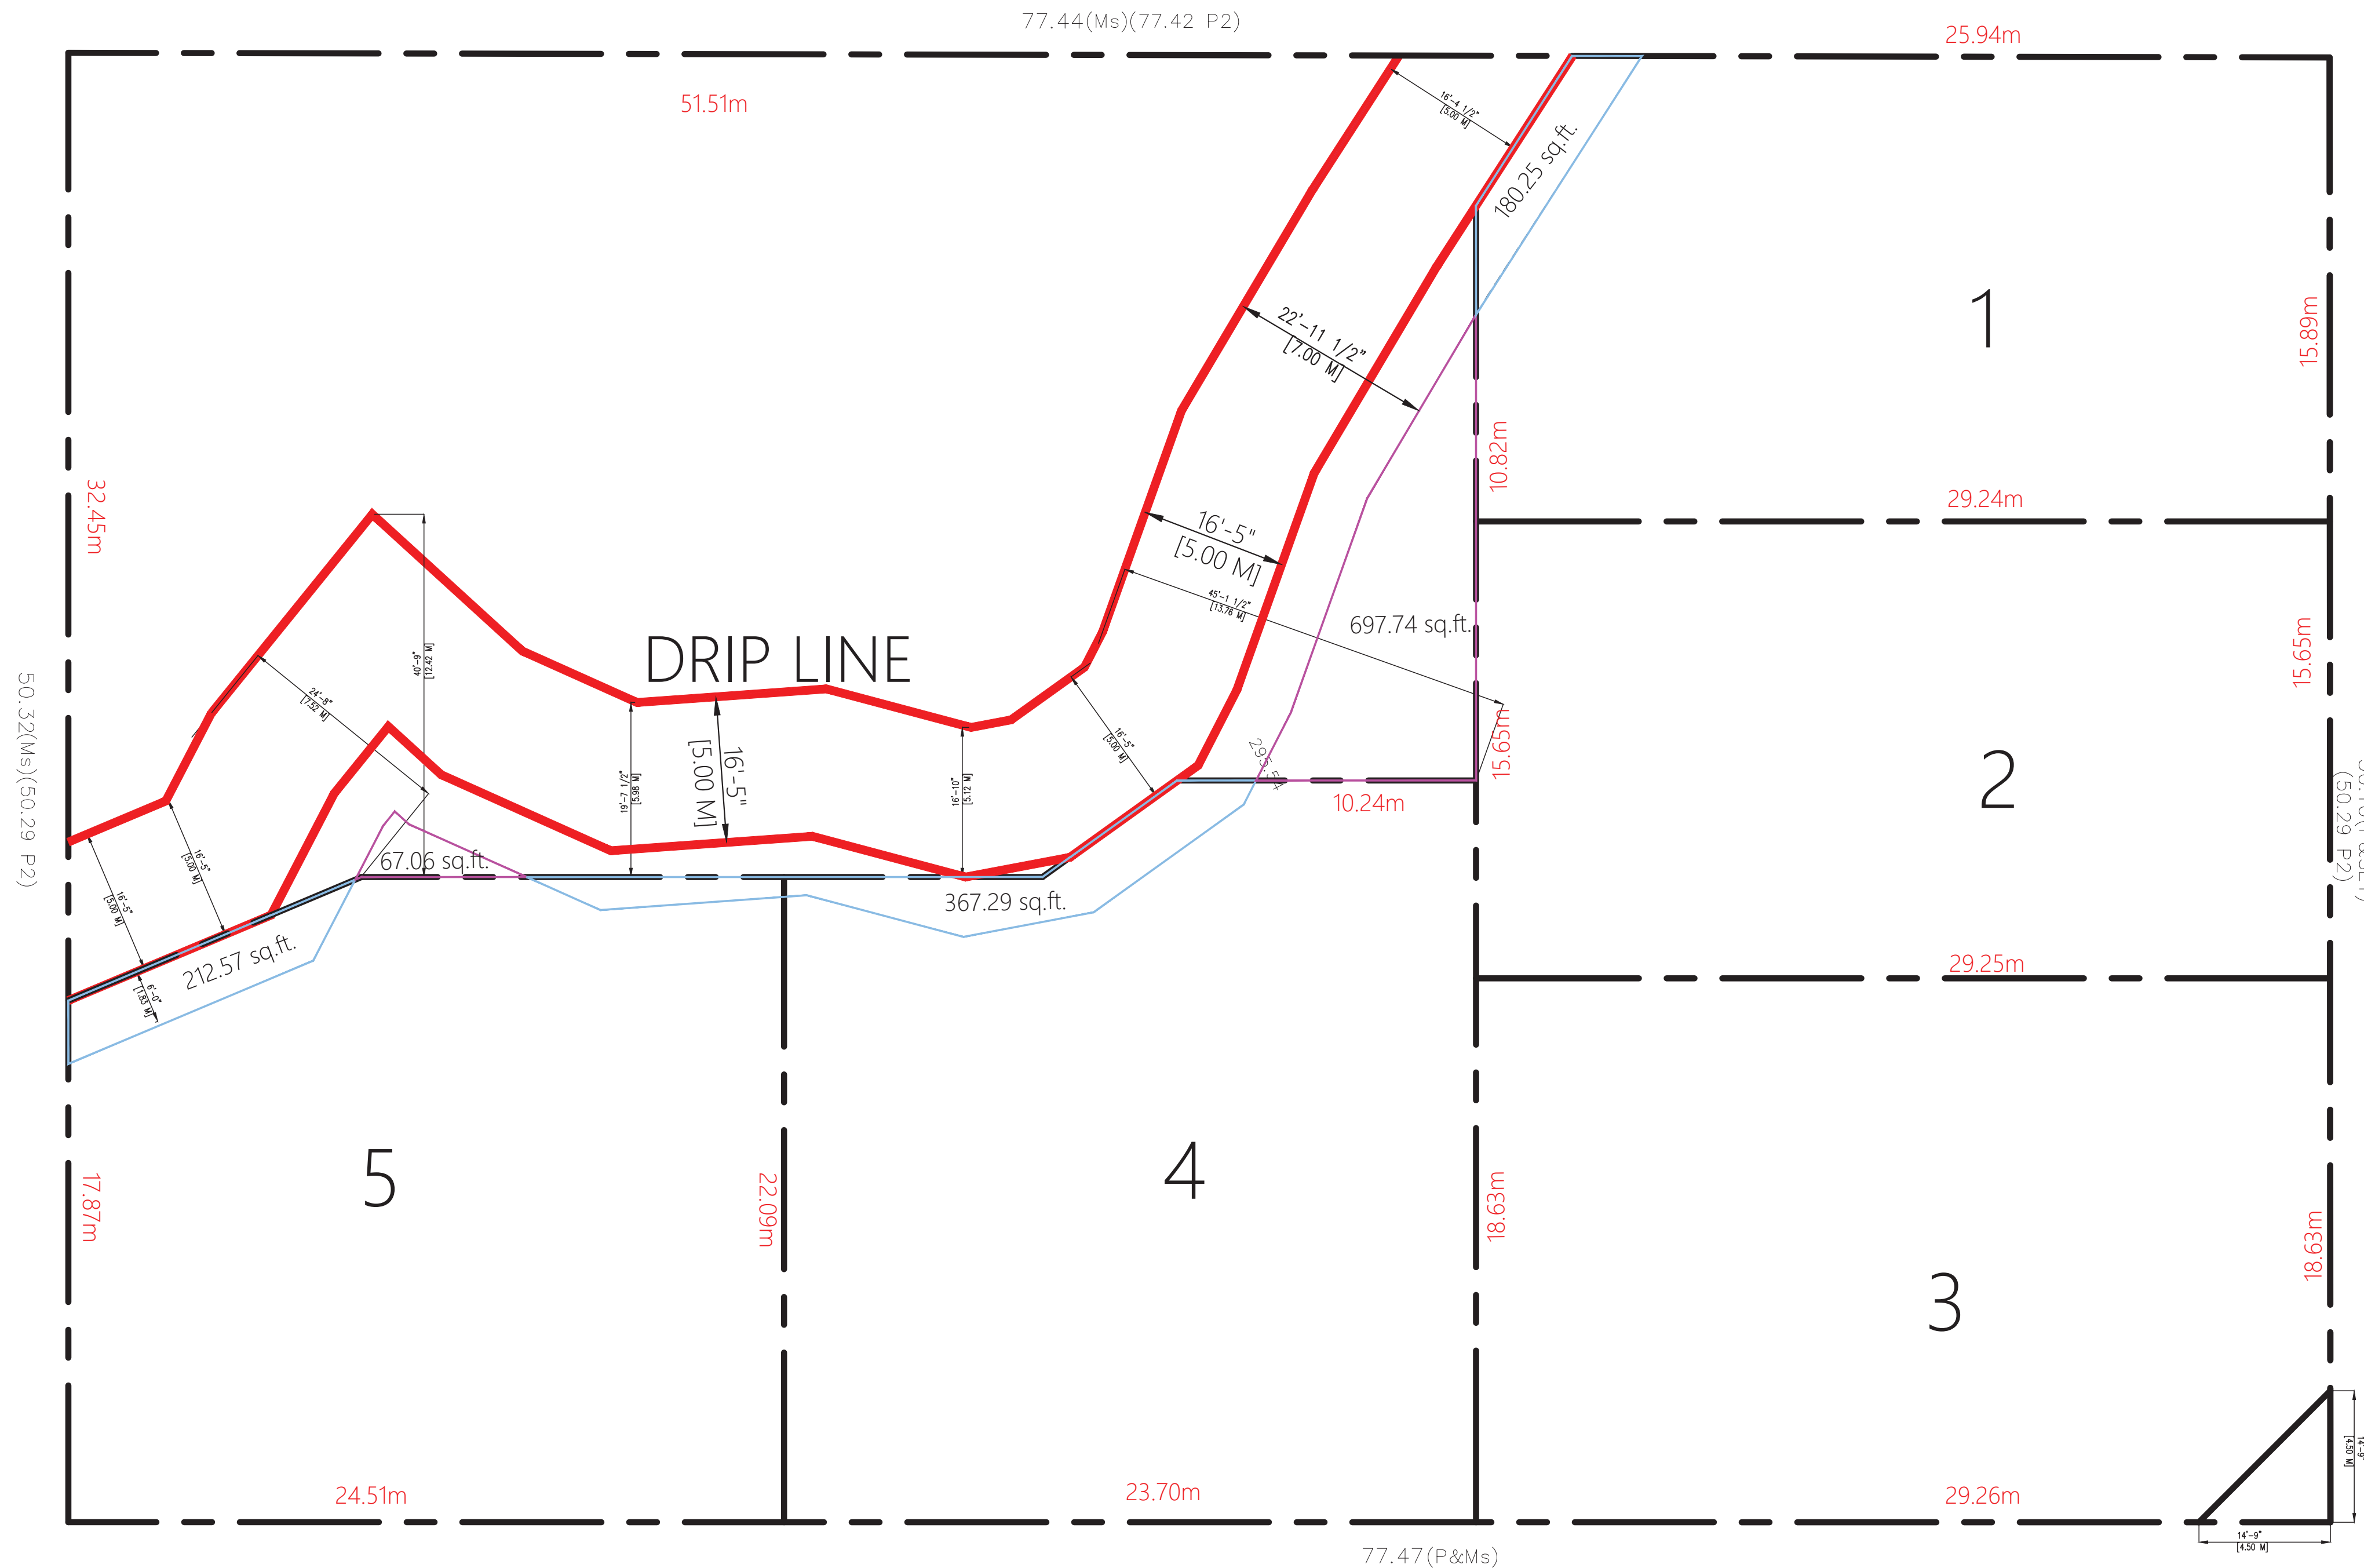 77.44(Ms)(77.42 P2)
25.94m
51.51m
16'-4 1/2"
[5.00 M]
180.25 sq.ft.
1
15.89m
22'-11 1/2"
[7.00 M]
10.82m
29.24m
32.45m
16'-5"
[5.00 M]
45'-1 1/2"
[13.76 M]
697.74 sq.ft.
15.65m
DRIP LINE
40'-9"
[12.42 M]
24'-8"
[7.52 M]
50.32(Ms)(50.29 P2)
16'-5"
[5.00 M]
19'-7 1/2"
[5.98 M]
16'-10"
[5.12 M]
16'-5"
[5.00 M]
295.54
15.65m
10.24m
2
(50.29 P2)
67.06 sq.ft.
16'-5"
[5.00 M]
16'-5"
[5.00 M]
367.29 sq.ft.
212.57 sq.ft.
6'-0"
[1.83 M]
29.25m
5
4
17.87m
22.09m
18.63m
18.63m
3
14'-9"
[4.50 M]
24.51m
23.70m
29.26m
14'-9"
[4.50 M]
77.47(P&Ms)